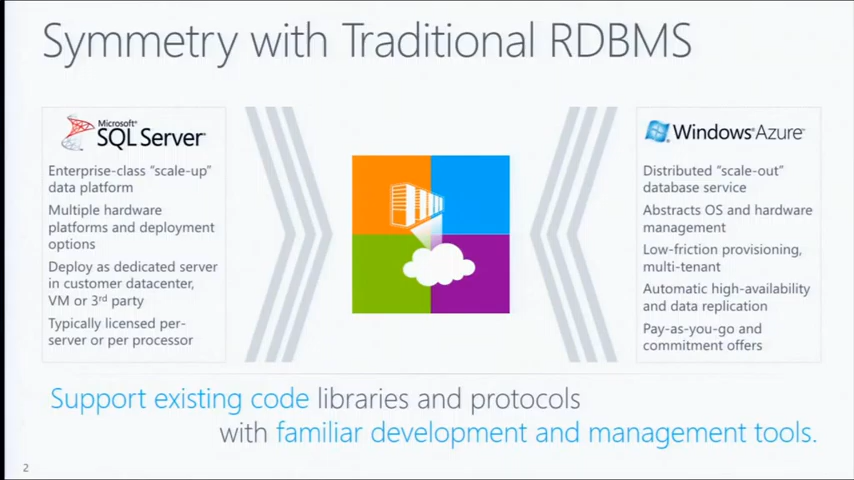 Symmetry with Traditional RDBMS
Microsoft®
SQL Server®
Enterprise-class “scale-up”
data platform
Multiple hardware
platforms and deployment
options
Deploy as dedicated server
in customer datacenter,
VM or 3rd party
Typically licensed per-
server or per processor
Windows® Azure™
Distributed “scale-out”
database service
Abstracts OS and hardware
management
Low-friction provisioning,
multi-tenant
Automatic high-availability
and data replication
Pay-as-you-go and
commitment offers
Support existing code libraries and protocols
with familiar development and management tools.
2